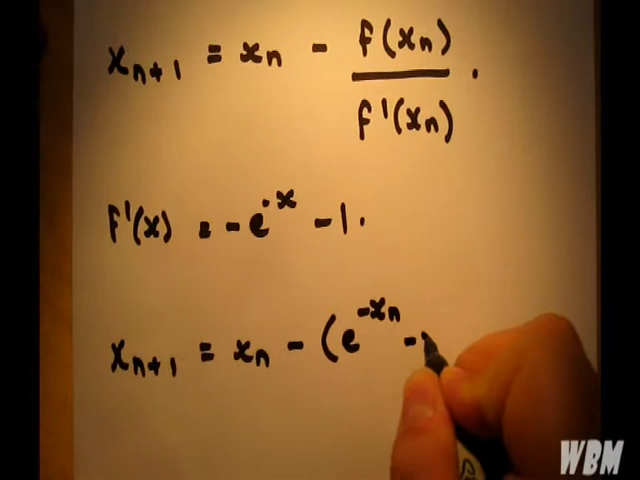 xₙ₊₁ = xₙ - f(xₙ) / f'(xₙ) .
f'(x) = -e⁻ˣ - 1.
xₙ₊₁ = xₙ - (e^(-xₙ) -
WBM